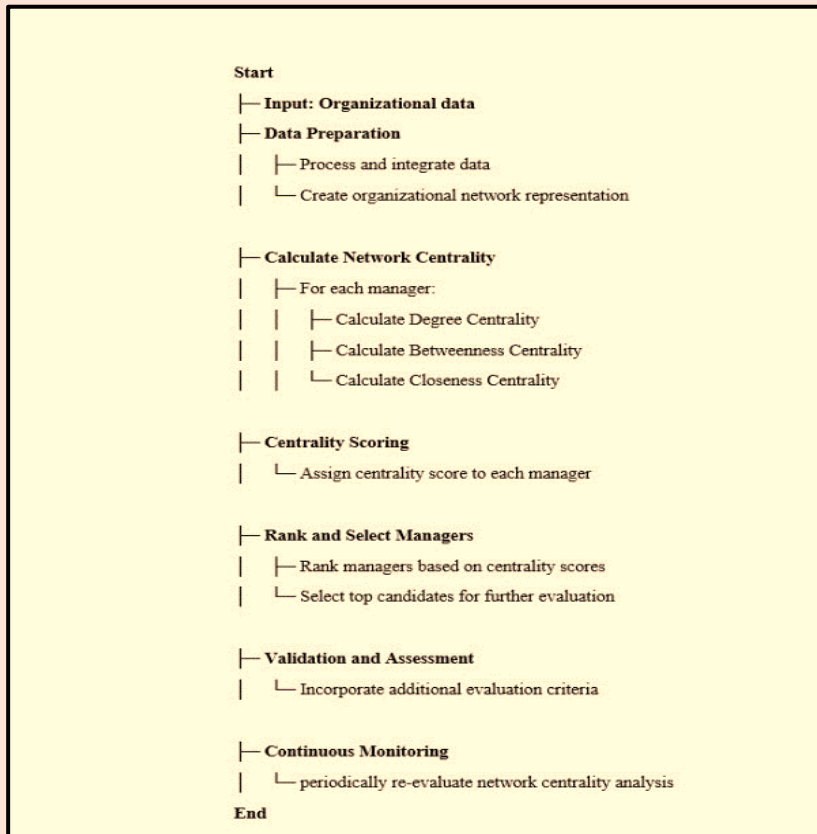 Start
├─ Input: Organizational data
├─ Data Preparation
│ ├─ Process and integrate data
│ └─ Create organizational network representation
├─ Calculate Network Centrality
│ ├─ For each manager:
│ │ ├─ Calculate Degree Centrality
│ │ ├─ Calculate Betweenness Centrality
│ │ └─ Calculate Closeness Centrality
├─ Centrality Scoring
│ └─ Assign centrality score to each manager
├─ Rank and Select Managers
│ ├─ Rank managers based on centrality scores
│ └─ Select top candidates for further evaluation
├─ Validation and Assessment
│ └─ Incorporate additional evaluation criteria
├─ Continuous Monitoring
│ └─ periodically re-evaluate network centrality analysis
End